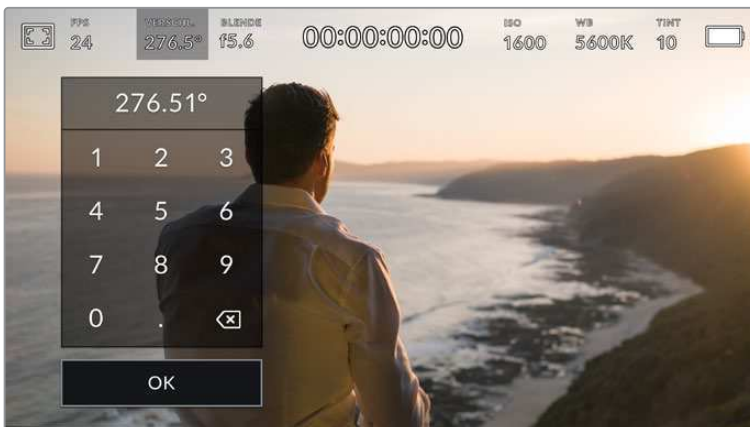 FPS VERSCHL. BLENDE ISO WB TINT
24 276.5° f5.6 00:00:00:00 1600 5600K 10
276.51°
1 2 3
4 5 6
7 8 9
0 .
OK